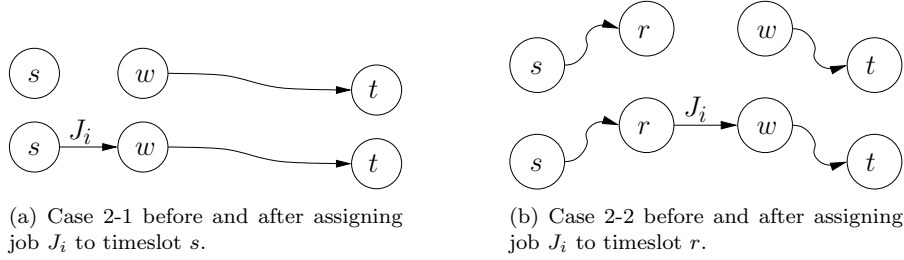 s w t
s J_i w t
(a) Case 2-1 before and after assigning
job J_i to timeslot s.
s r w t
s r J_i w t
(b) Case 2-2 before and after assigning
job J_i to timeslot r.